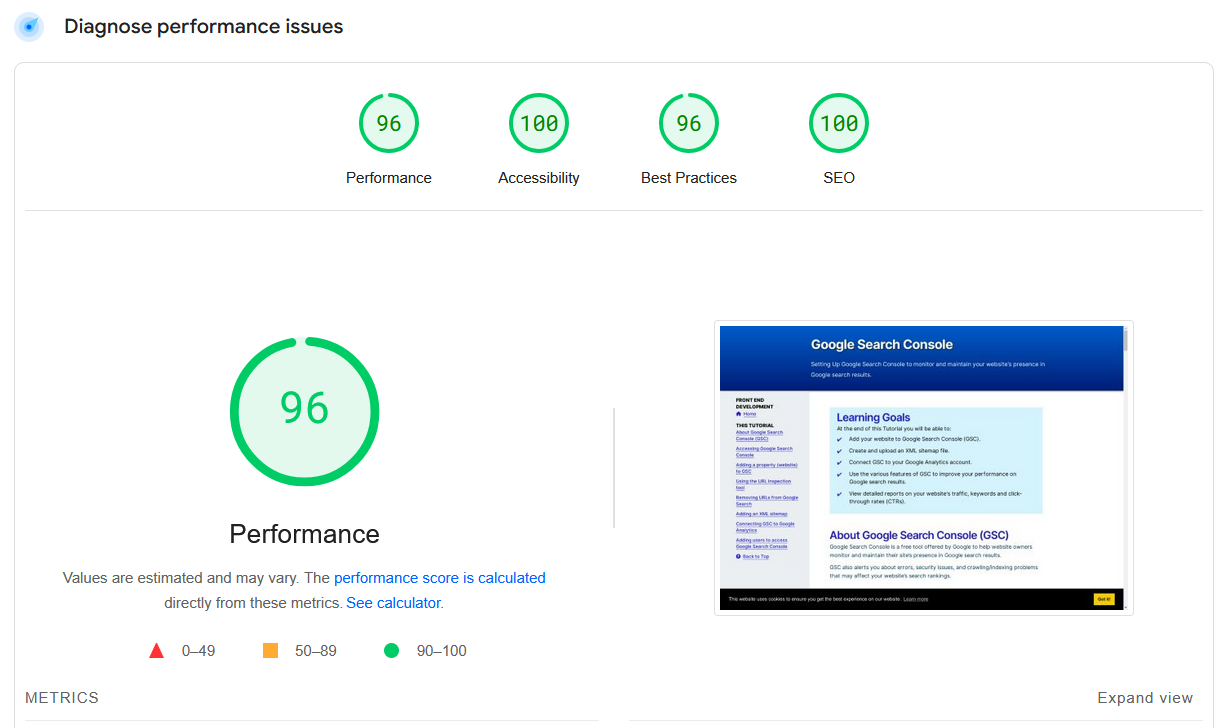 Diagnose performance issues
96
100
96
100
Performance
Accessibility
Best Practices
SEO
96
Performance
Values are estimated and may vary. The performance score is calculated
directly from these metrics. See calculator.
0–49
50–89
90–100
Google Search Console
Setting Up Google Search Console to monitor and maintain your website's presence in
Google search results.
FRONT END
DEVELOPMENT
Home
THIS TUTORIAL
About Google Search
Console (GSC)
Accessing Google Search
Console
Adding a property (website)
to GSC
Using the URL Inspection
tool
Removing URLs from Google
Search
Adding an XML sitemap
Connecting GSC to Google
Analytics
Adding users to access
Google Search Console
Back to Top
Learning Goals
At the end of this Tutorial you will be able to:
Add your website to Google Search Console (GSC).
Create and upload an XML sitemap file.
Connect GSC to your Google Analytics account.
Use the various features of GSC to improve your performance on
Google search results.
View detailed reports on your website's traffic, keywords and click-
through rates (CTRs).
About Google Search Console (GSC)
Google Search Console is a free tool offered by Google to help website owners
monitor and maintain their site's presence in Google search results.
GSC also alerts you about errors, security issues, and crawling/indexing problems
that may affect your website's search rankings.
This website uses cookies to ensure you get the best experience on our website. Learn more
Got it!
METRICS
Expand view